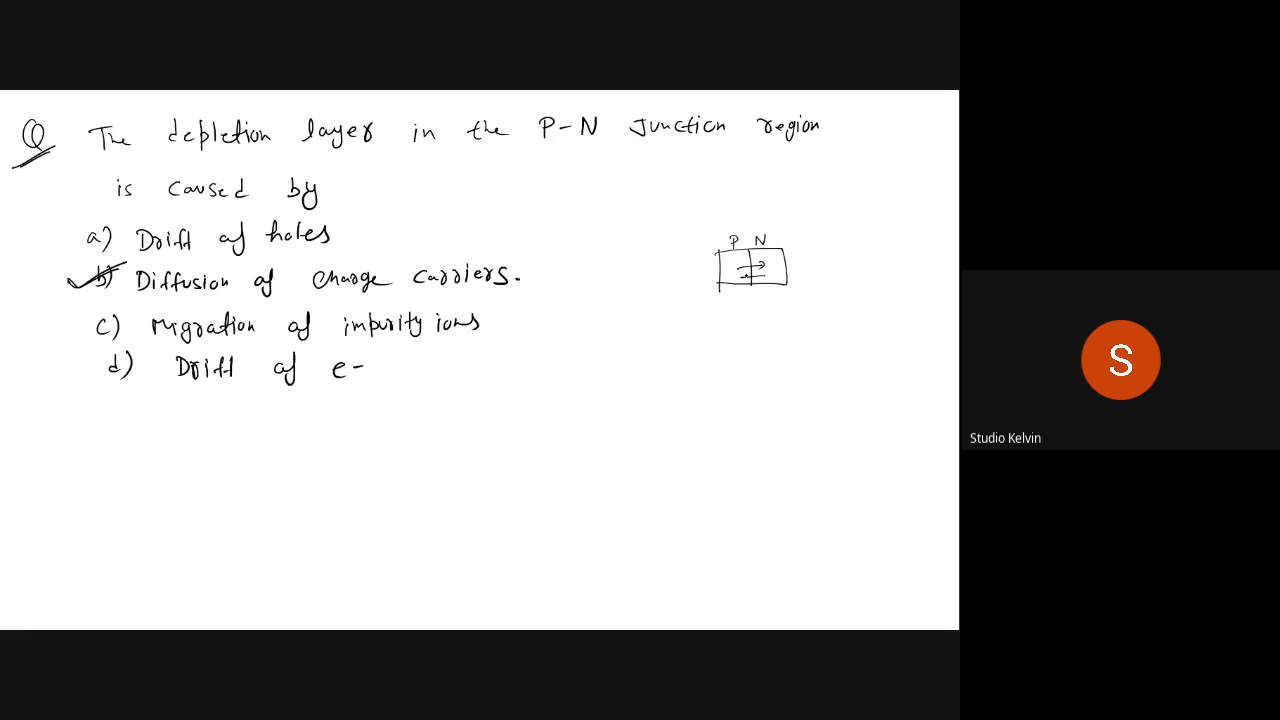 Q The depletion layer in the P-N Junction region
is caused by
a) Drift of holes
b) Diffusion of charge carriers.
c) Migration of impurity ions
d) Drift of e-
P N
S
Studio Kelvin